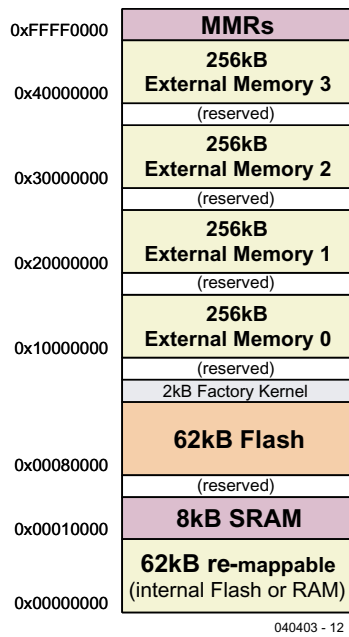 0xFFFF0000
MMRs
256kB
External Memory 3
0x40000000
(reserved)
256kB
External Memory 2
0x30000000
(reserved)
256kB
External Memory 1
0x20000000
(reserved)
256kB
External Memory 0
0x10000000
(reserved)
2kB Factory Kernel
62kB Flash
0x00080000
(reserved)
8kB SRAM
0x00010000
62kB re-mappable
(internal Flash or RAM)
0x00000000
040403 - 12